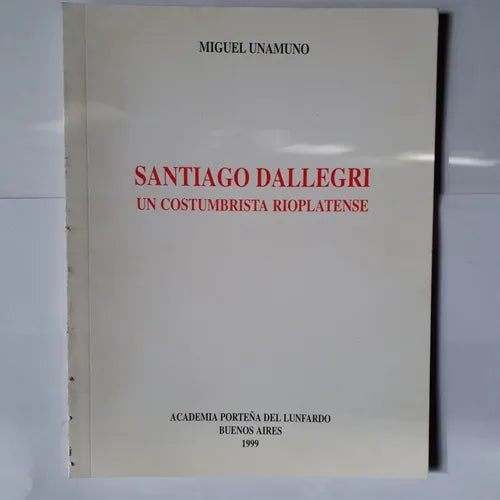 MIGUEL UNAMUNO
SANTIAGO DALLEGRI
UN COSTUMBRISTA RIOPLATENSE
ACADEMIA PORTEÑA DEL LUNFARDO
BUENOS AIRES
1999